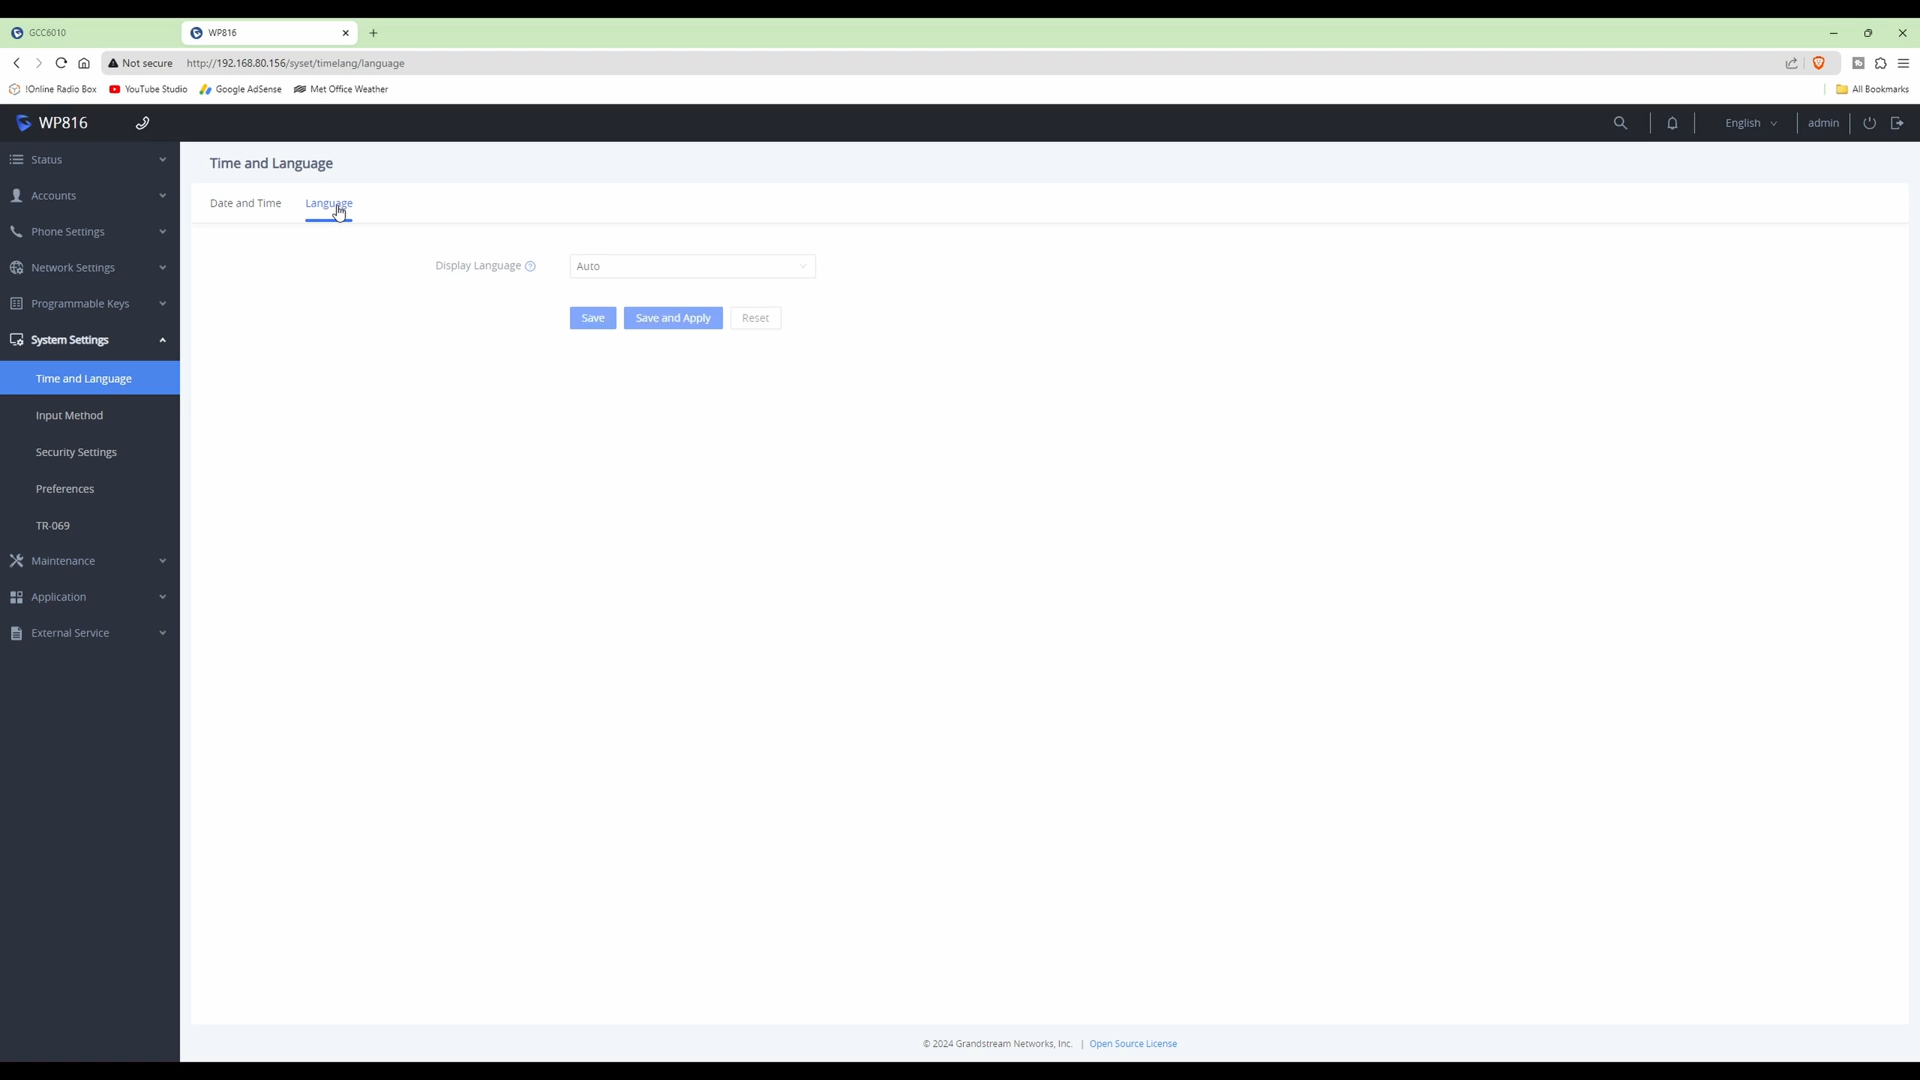 GCC6010
WP816
Not secure
http://192.168.80.156/syset/timelang/language
!Online Radio Box
YouTube Studio
Google AdSense
Met Office Weather
All Bookmarks
WP816
English
admin
Status
Accounts
Phone Settings
Network Settings
Programmable Keys
System Settings
Time and Language
Input Method
Security Settings
Preferences
TR-069
Maintenance
Application
External Service
Time and Language
Date and Time
Language
Display Language
Auto
Save
Save and Apply
Reset
© 2024 Grandstream Networks, Inc. | Open Source License